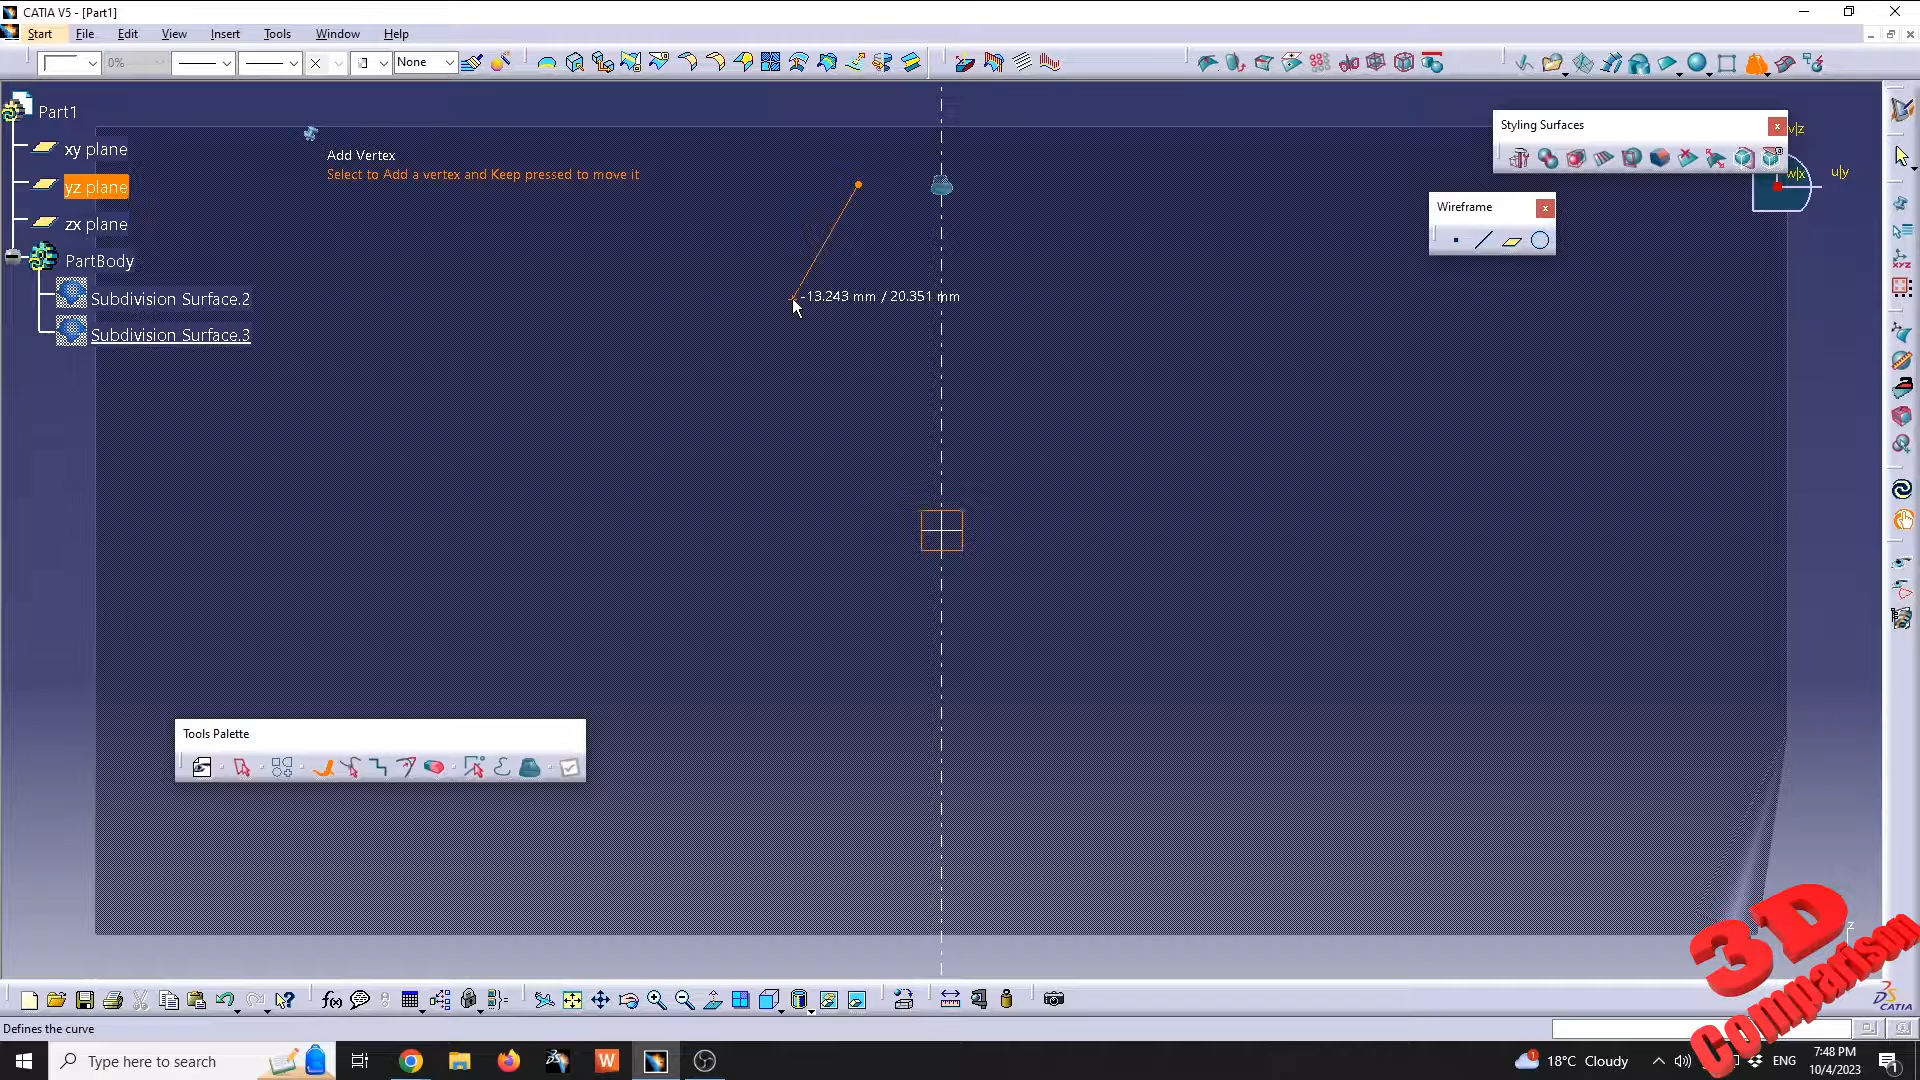 CATIA V5 - [Part1]
Start File Edit View Insert Tools Window Help
0% None
Part1
xy plane
yz plane
zx plane
PartBody
Subdivision Surface.2
Subdivision Surface.3
Add Vertex
Select to Add a vertex and Keep pressed to move it
-13.243 mm / 20.351 mm
Styling Surfaces
v|z
w|x
u|y
Wireframe
Tools Palette
z
3D
Comparison
CATIA
Defines the curve
Type here to search
18°C Cloudy
ENG
7:48 PM
10/4/2023